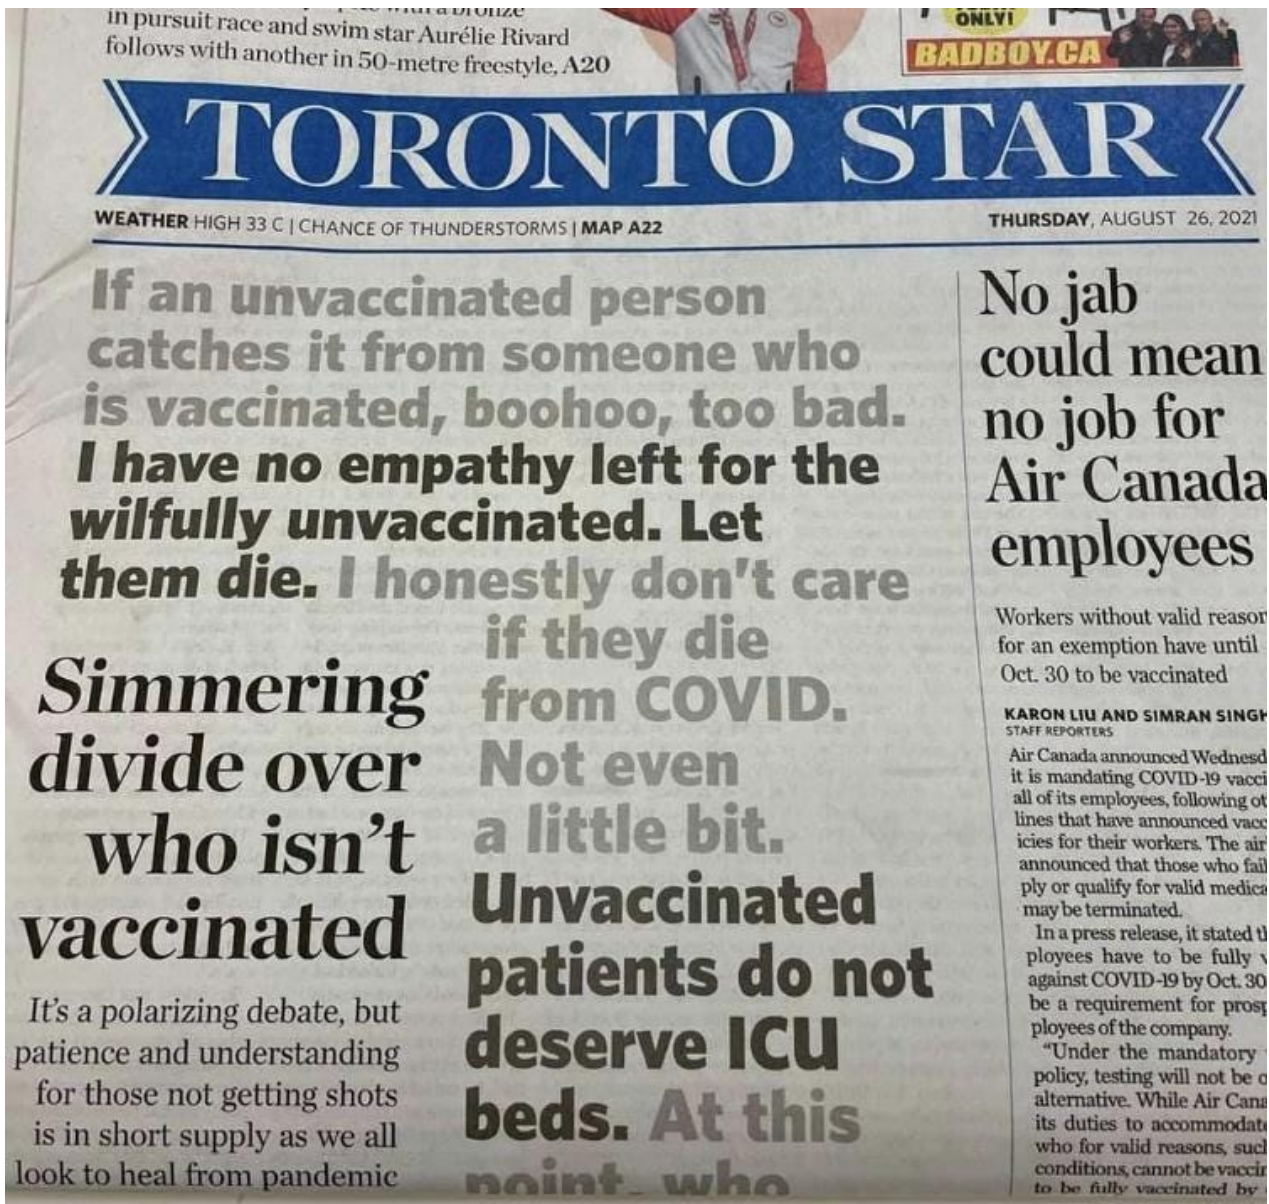 in pursuit race and swim star Aurélie Rivard
follows with another in 50-metre freestyle, A20
ONLY!
BADBOY.CA
TORONTO STAR
WEATHER HIGH 33 C | CHANCE OF THUNDERSTORMS | MAP A22
THURSDAY, AUGUST 26, 2021
If an unvaccinated person
catches it from someone who
is vaccinated, boohoo, too bad.
I have no empathy left for the
wilfully unvaccinated. Let
them die. I honestly don't care
if they die
from COVID.
Not even
a little bit.
Unvaccinated
patients do not
deserve ICU
beds. At this
point, who
Simmering
divide over
who isn't
vaccinated
It's a polarizing debate, but
patience and understanding
for those not getting shots
is in short supply as we all
look to heal from pandemic
No jab
could mean
no job for
Air Canada
employees
Workers without valid reason
for an exemption have until
Oct. 30 to be vaccinated
KARON LIU AND SIMRAN SINGH
STAFF REPORTERS
Air Canada announced Wednesd
it is mandating COVID-19 vacci
all of its employees, following ot
lines that have announced vacc
icies for their workers. The air
announced that those who fail
ply or qualify for valid medica
may be terminated.
In a press release, it stated th
ployees have to be fully v
against COVID-19 by Oct. 30
be a requirement for prosp
ployees of the company.
"Under the mandatory
policy, testing will not be o
alternative. While Air Cana
its duties to accommodate
who for valid reasons, such
conditions, cannot be vaccin
to be fully vaccinated by